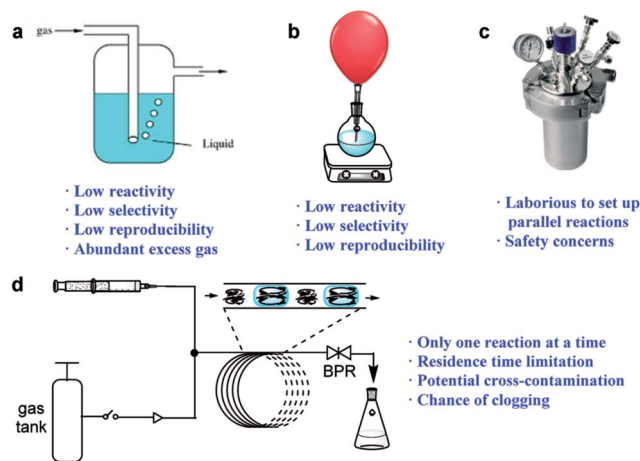 a
gas
Liquid
· Low reactivity
· Low selectivity
· Low reproducibility
· Abundant excess gas
b
· Low reactivity
· Low selectivity
· Low reproducibility
c
· Laborious to set up
parallel reactions
· Safety concerns
d
gas
tank
BPR
· Only one reaction at a time
· Residence time limitation
· Potential cross-contamination
· Chance of clogging